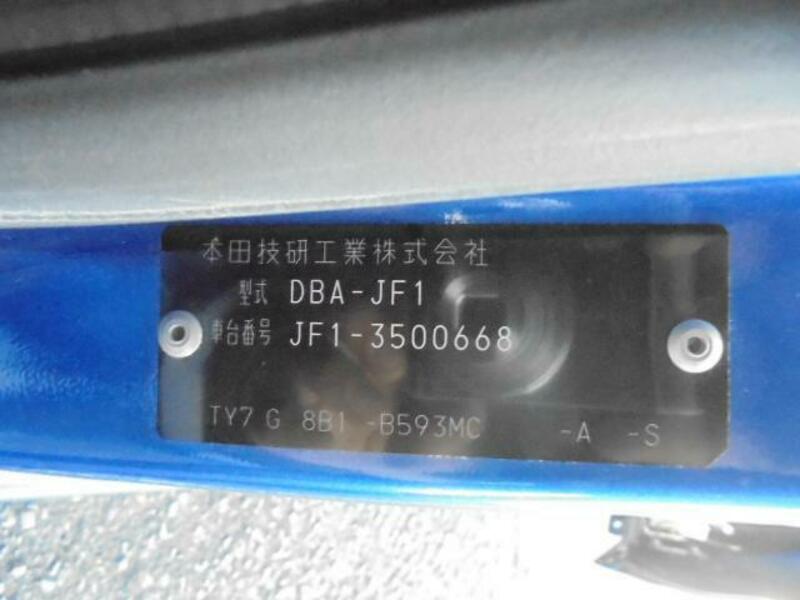 本田技研工業株式会社
型式 DBA-JF1
車台番号 JF1-3500668
TY7 G 8B1 -B593MC -A -S